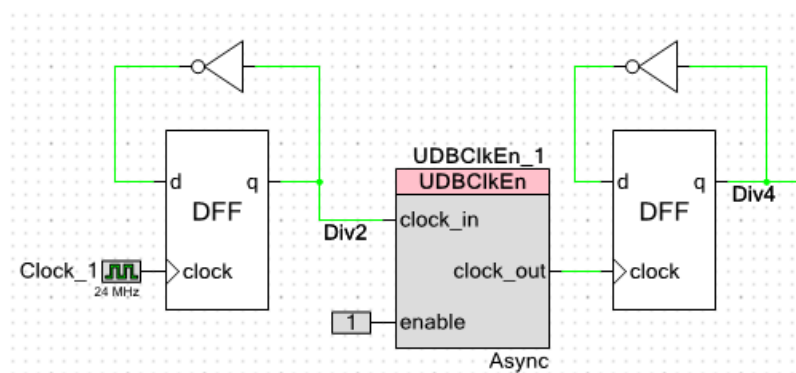 UDBClkEn_1
UDBClkEn
d
q
DFF
clock
Clock_1
24 MHz
Div2
clock_in
clock_out
1
enable
Async
d
q
DFF
clock
Div4